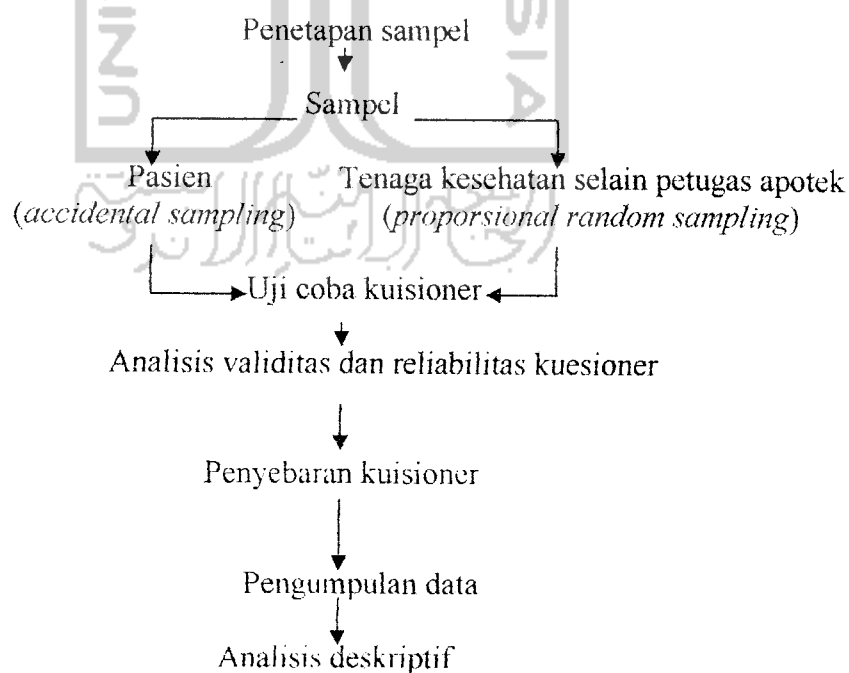 Penetapan sampel
Sampel
Pasien
(accidental sampling)
Tenaga kesehatan selain petugas apotek
(proporsional random sampling)
Uji coba kuisioner
Analisis validitas dan reliabilitas kuesioner
Penyebaran kuisioner
Pengumpulan data
Analisis deskriptif